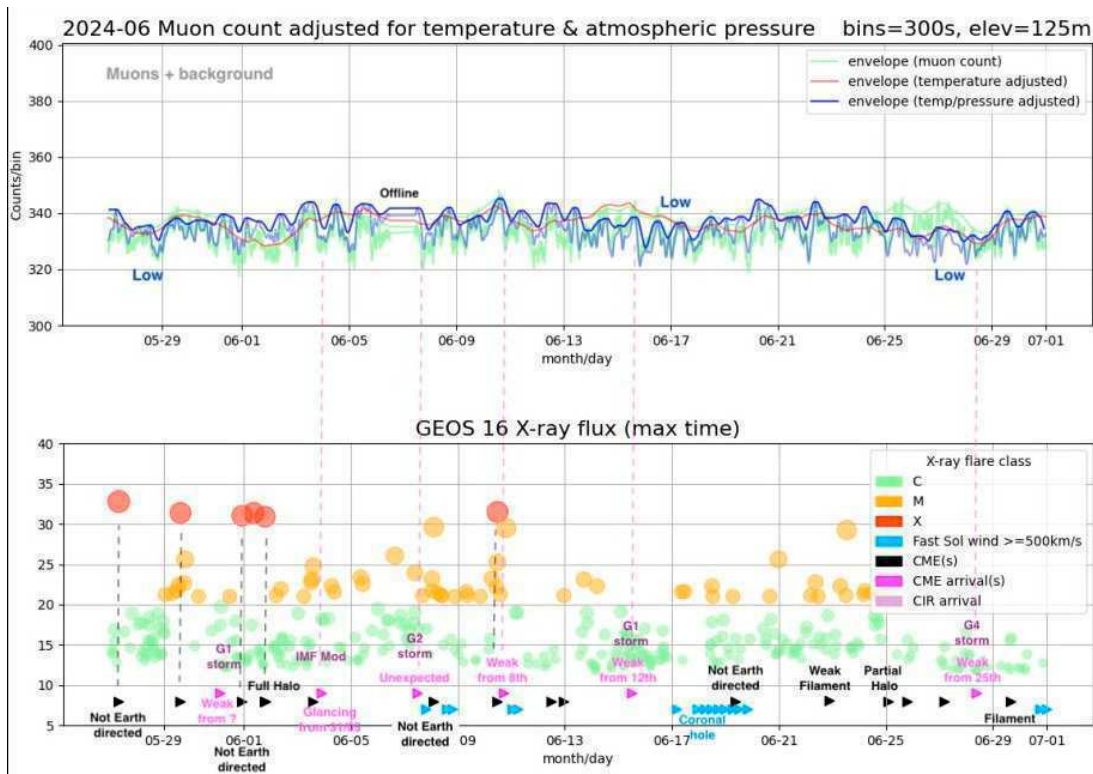 2024-06 Muon count adjusted for temperature & atmospheric pressure bins=300s, elev=125m
400
380
360
340
320
300
Counts/bin
Muons + background
envelope (muon count)
envelope (temperature adjusted)
envelope (temp/pressure adjusted)
Offline
Low
Low
Low
05-29 06-01 06-05 06-09 06-13 06-17 06-21 06-25 06-29 07-01
month/day
GEOS 16 X-ray flux (max time)
40
35
30
25
20
15
10
5
X-ray flare class
C
M
X
Fast Sol wind >=500km/s
CME(s)
CME arrival(s)
CIR arrival
G1
storm
IMF Mod
G2
storm
G1
storm
G4
storm
Full Halo
Unexpected
Weak
from 8th
Weak
from 12th
Not Earth
directed
Weak
Filament
Partial
Halo
Weak
from 25th
Not Earth
directed
Weak
from ?
Not Earth
directed
Glancing
from 31/05
Not Earth
directed
Coronal
hole
Filament
05-29 06-01 06-05 09 06-13 06-17 06-21 06-25 06-29 07-01
month/day